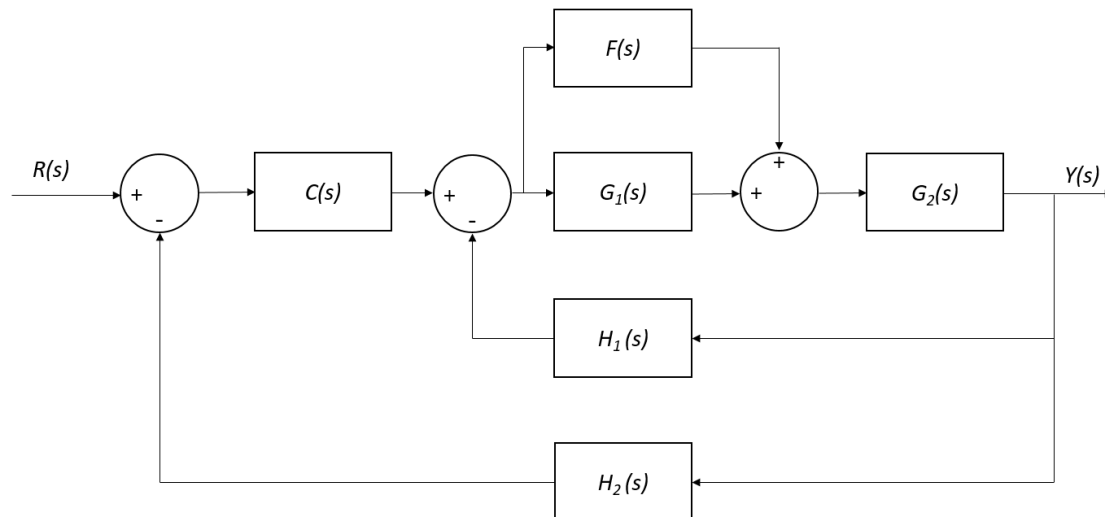 F(s)
R(s)
+
-
C(s)
+
-
G₁(s)
+
+
G₂(s)
Y(s)
H₁(s)
H₂(s)